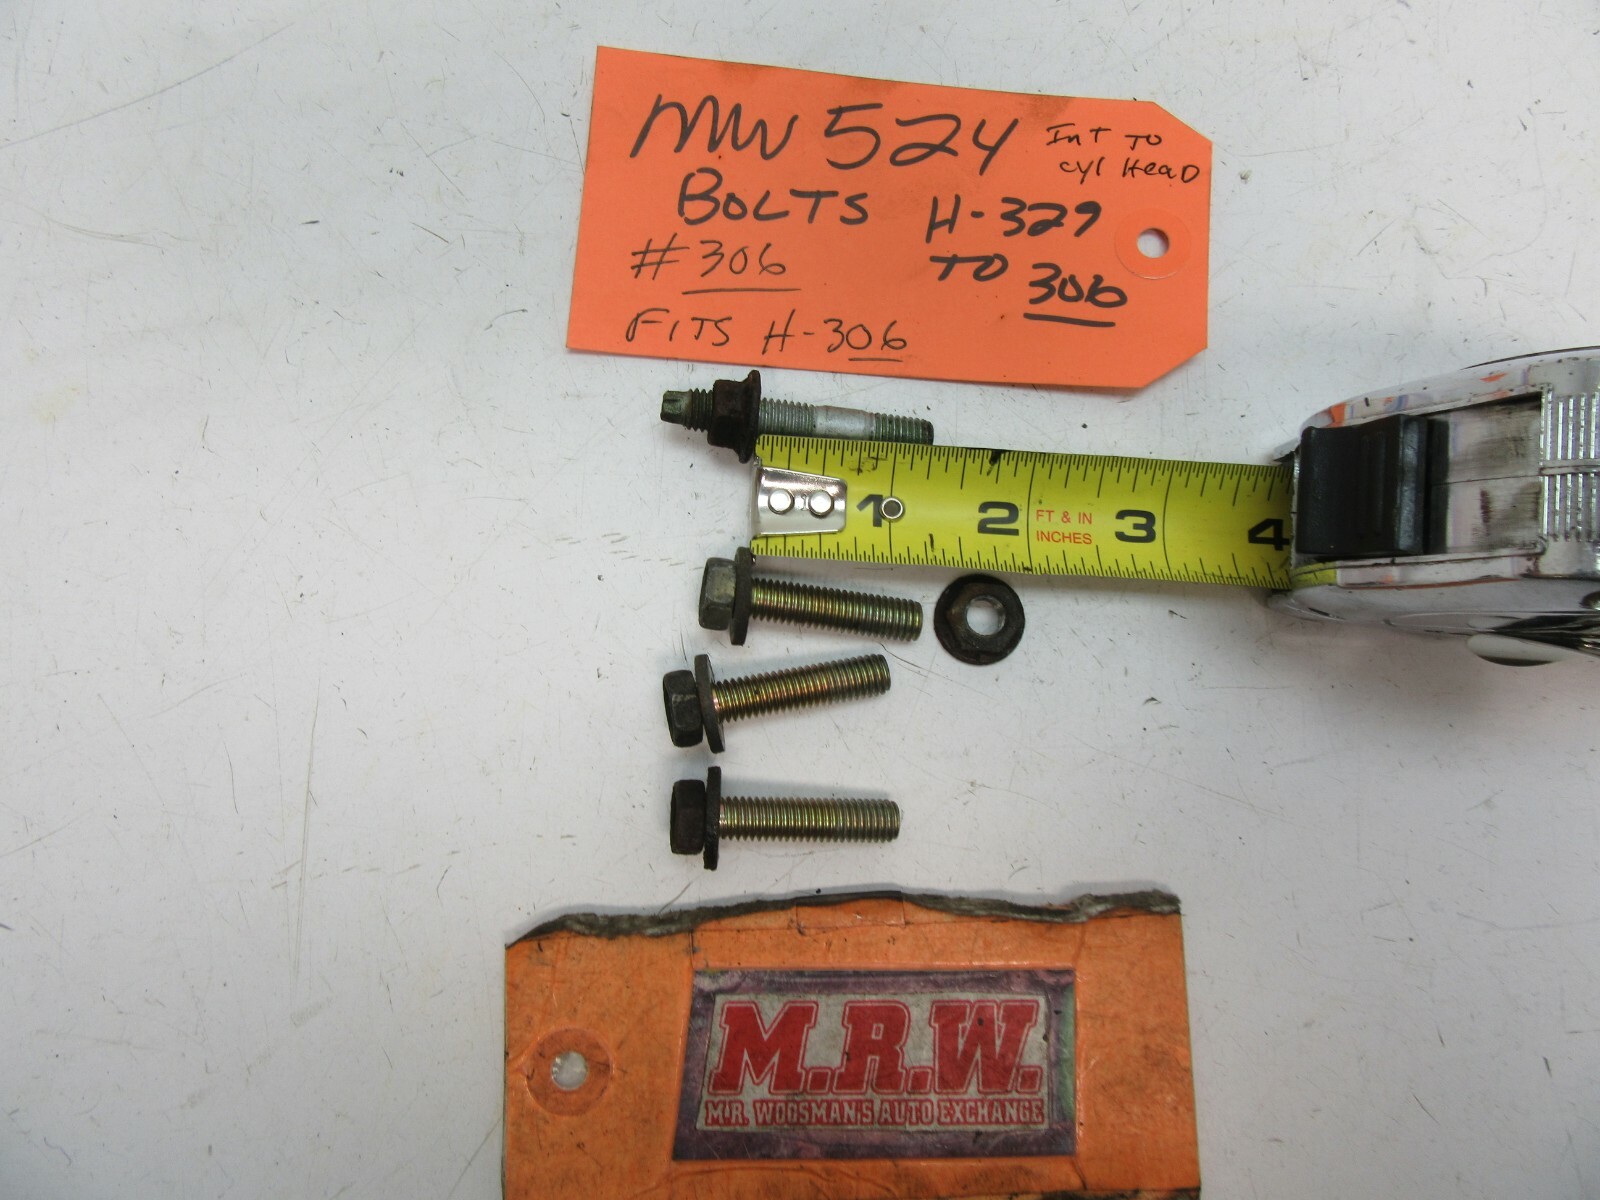 MW 524
Int to
cyl Head
BOLTS
H-329
TO 306
#306
FITS H-306
1 2 3 4
FT & IN
INCHES
M.R.W.
M.R. WOOSMAN'S AUTO EXCHANGE